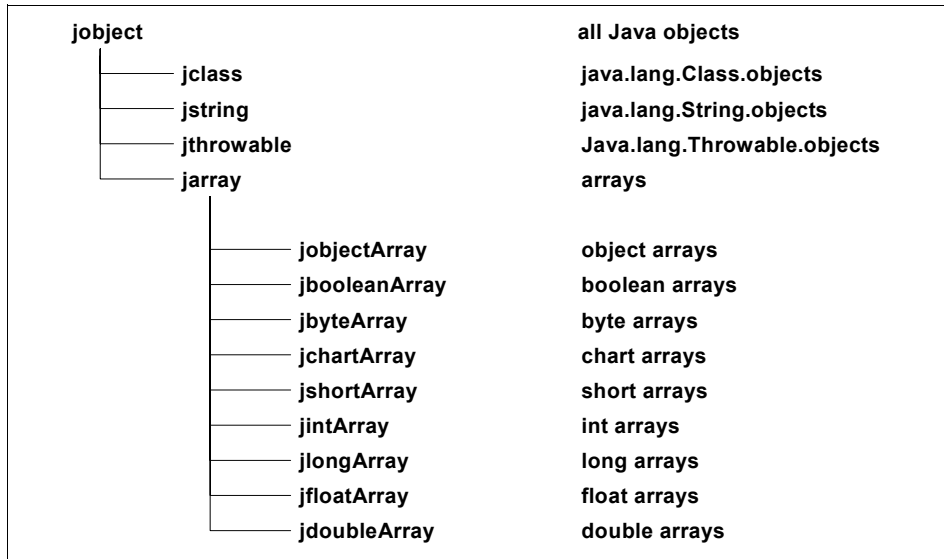 jobject all Java objects
jclass java.lang.Class.objects
jstring java.lang.String.objects
jthrowable Java.lang.Throwable.objects
jarray arrays
jobjectArray object arrays
jbooleanArray boolean arrays
jbyteArray byte arrays
jchartArray chart arrays
jshortArray short arrays
jintArray int arrays
jlongArray long arrays
jfloatArray float arrays
jdoubleArray double arrays